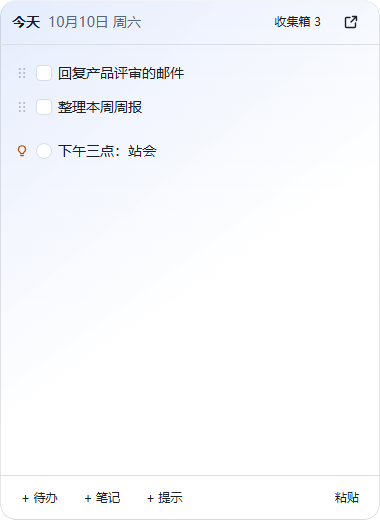 今天 10月10日 周六 收集箱 3
回复产品评审的邮件
整理本周周报
下午三点：站会
+ 待办 + 笔记 + 提示 粘贴